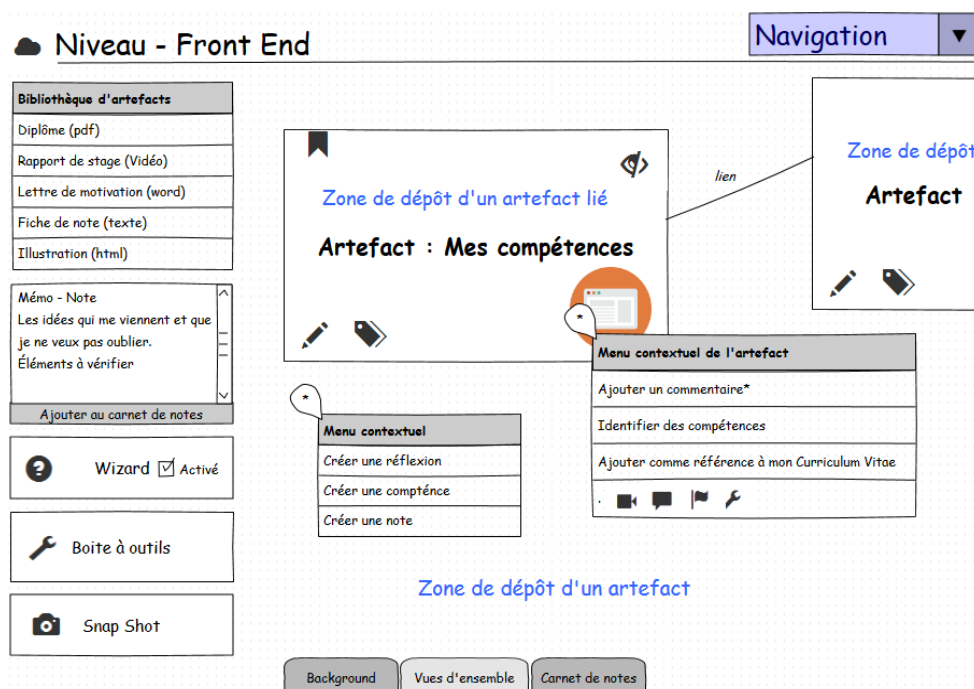 Niveau - Front End
Navigation
Bibliothèque d'artefacts
Diplôme (pdf)
Rapport de stage (Vidéo)
Lettre de motivation (word)
Fiche de note (texte)
Illustration (html)
Mémo - Note
Les idées qui me viennent et que
je ne veux pas oublier.
Éléments à vérifier
Ajouter au carnet de notes
Wizard
Activé
Boite à outils
Snap Shot
Zone de dépôt d'un artefact lié
Artefact : Mes compétences
lien
Zone de dépôt
Artefact
*
Menu contextuel de l'artefact
Ajouter un commentaire*
Identifier des compétences
Ajouter comme référence à mon Curriculum Vitae
*
Menu contextuel
Créer une réflexion
Créer une compténce
Créer une note
Zone de dépôt d'un artefact
Background
Vues d'ensemble
Carnet de notes